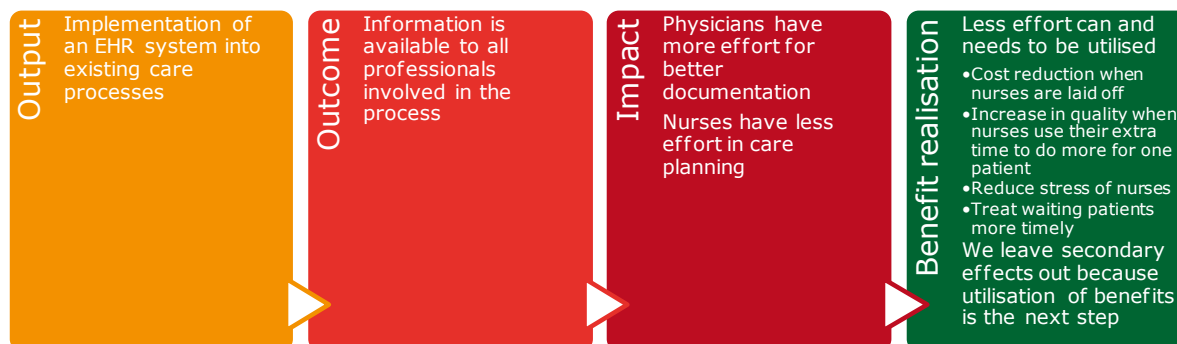 Output
Implementation of
an EHR system into
existing care
processes
Outcome
Information is
available to all
professionals
involved in the
process
Impact
Physicians have
more effort for
better
documentation
Nurses have less
effort in care
planning
Benefit realisation
Less effort can and
needs to be utilised
•Cost reduction when
nurses are laid off
•Increase in quality when
nurses use their extra
time to do more for one
patient
•Reduce stress of nurses
•Treat waiting patients
more timely
We leave secondary
effects out because
utilisation of benefits
is the next step